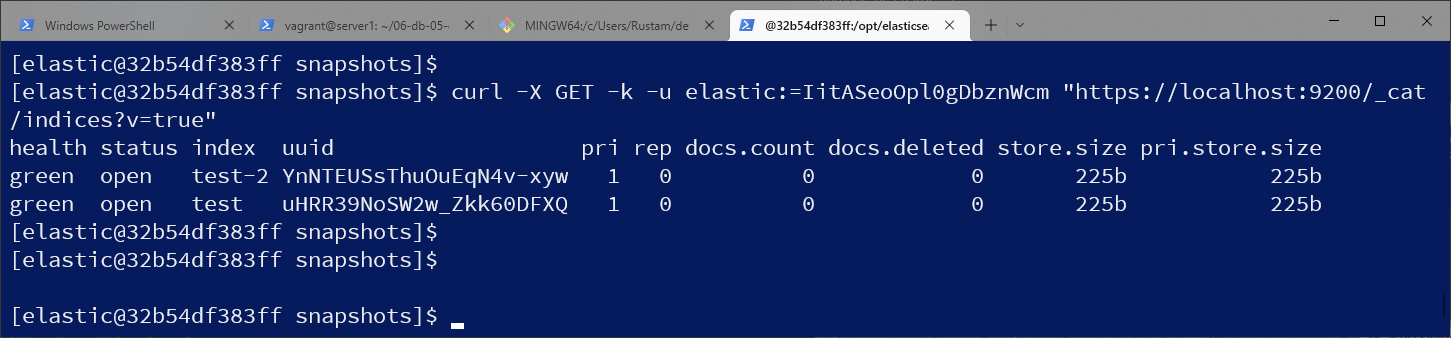 Windows PowerShell
vagrant@server1: ~/06-db-05-
MINGW64:/c/Users/Rustam/de
@32b54df383ff:/opt/elasticse
[elastic@32b54df383ff snapshots]$
[elastic@32b54df383ff snapshots]$ curl -X GET -k -u elastic:=IitASeoOpl0gDbznWcm "https://localhost:9200/_cat
/indices?v=true"
health status index uuid pri rep docs.count docs.deleted store.size pri.store.size
green open test-2 YnNTEUSsThuOuEqN4v-xyw 1 0 0 0 225b 225b
green open test uHRR39NoSW2w_Zkk60DFXQ 1 0 0 0 225b 225b
[elastic@32b54df383ff snapshots]$
[elastic@32b54df383ff snapshots]$
[elastic@32b54df383ff snapshots]$